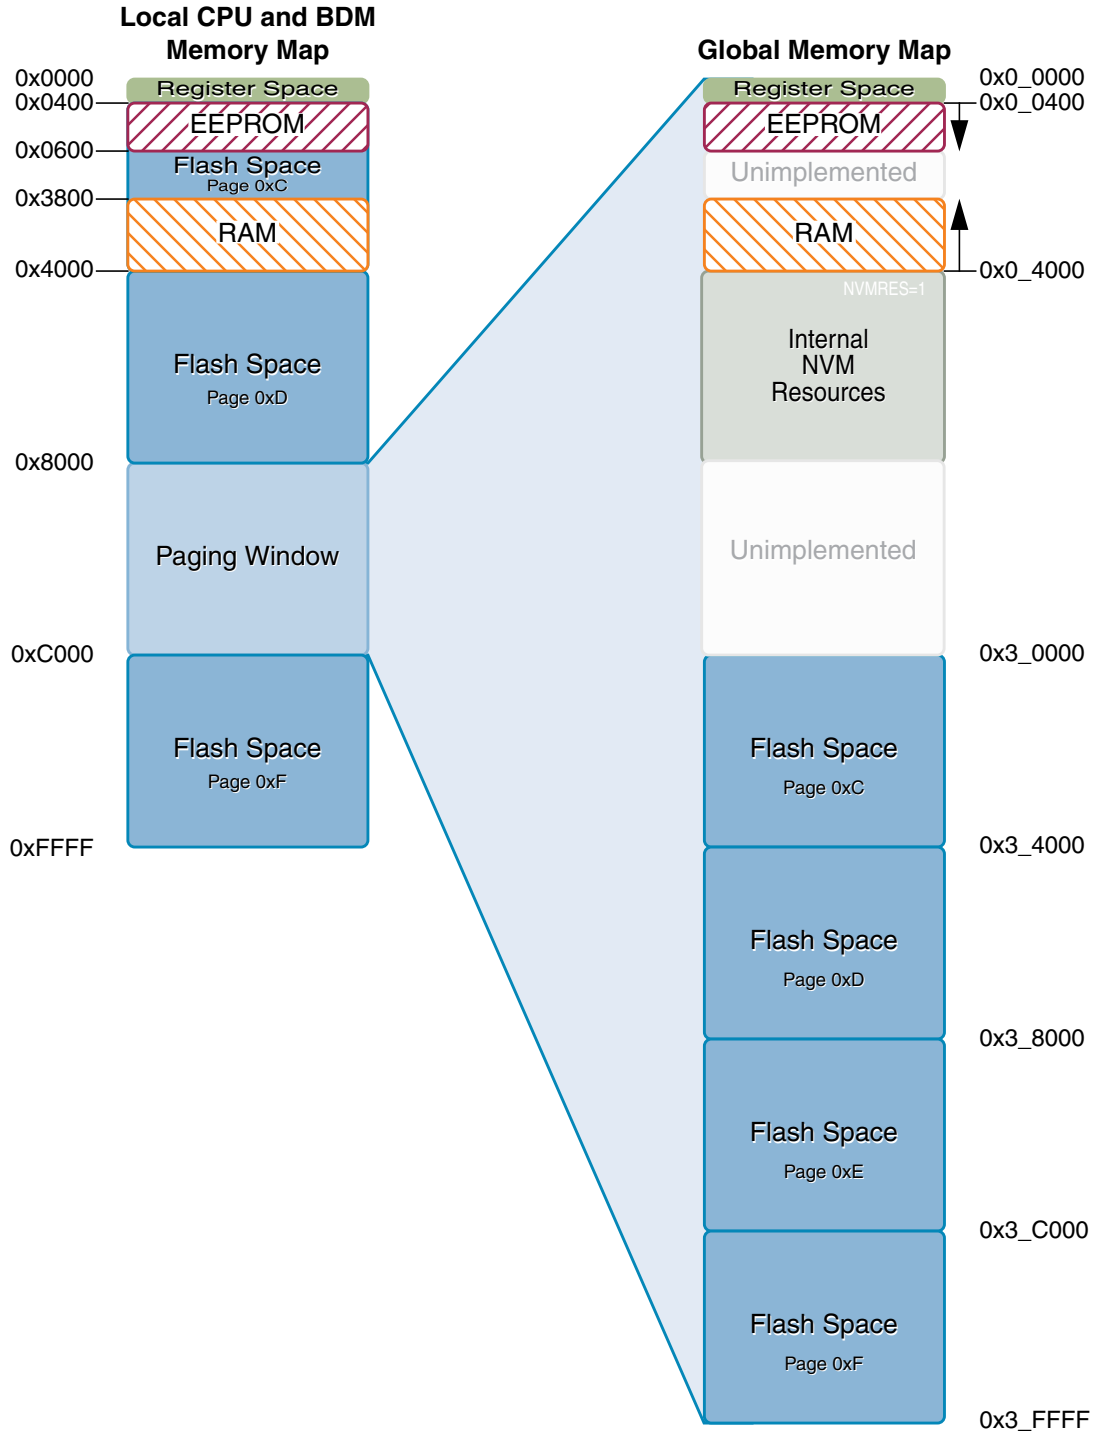 Local CPU and BDM
Memory Map
0x0000
Register Space
0x0400
EEPROM
0x0600
Flash Space
Page 0xC
0x3800
RAM
0x4000
Flash Space
Page 0xD
0x8000
Paging Window
0xC000
Flash Space
Page 0xF
0xFFFF
Global Memory Map
0x0_0000
Register Space
0x0_0400
EEPROM
Unimplemented
RAM
0x0_4000
NVMRES=1
Internal
NVM
Resources
Unimplemented
0x3_0000
Flash Space
Page 0xC
0x3_4000
Flash Space
Page 0xD
0x3_8000
Flash Space
Page 0xE
0x3_C000
Flash Space
Page 0xF
0x3_FFFF